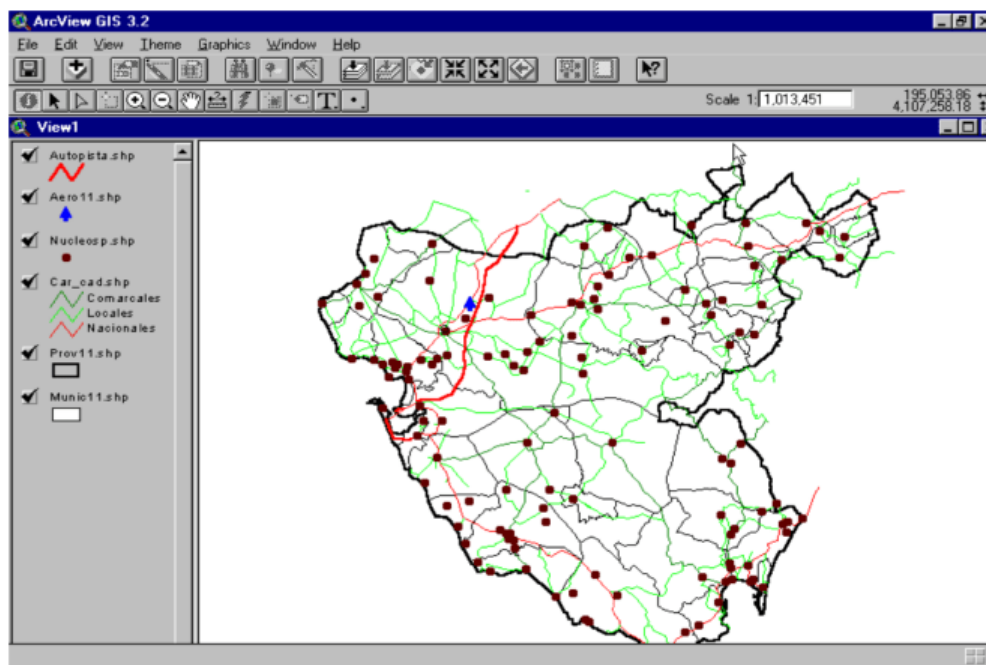 ArcView GIS 3.2
File Edit View Theme Graphics Window Help
Scale 1: 1,013,451
195,053.86
4,107,258.18
View1
Autopista.shp
Aero11.shp
Nucleosp.shp
Car_cad.shp
Comarcales
Locales
Nacionales
Prov11.shp
Munic11.shp